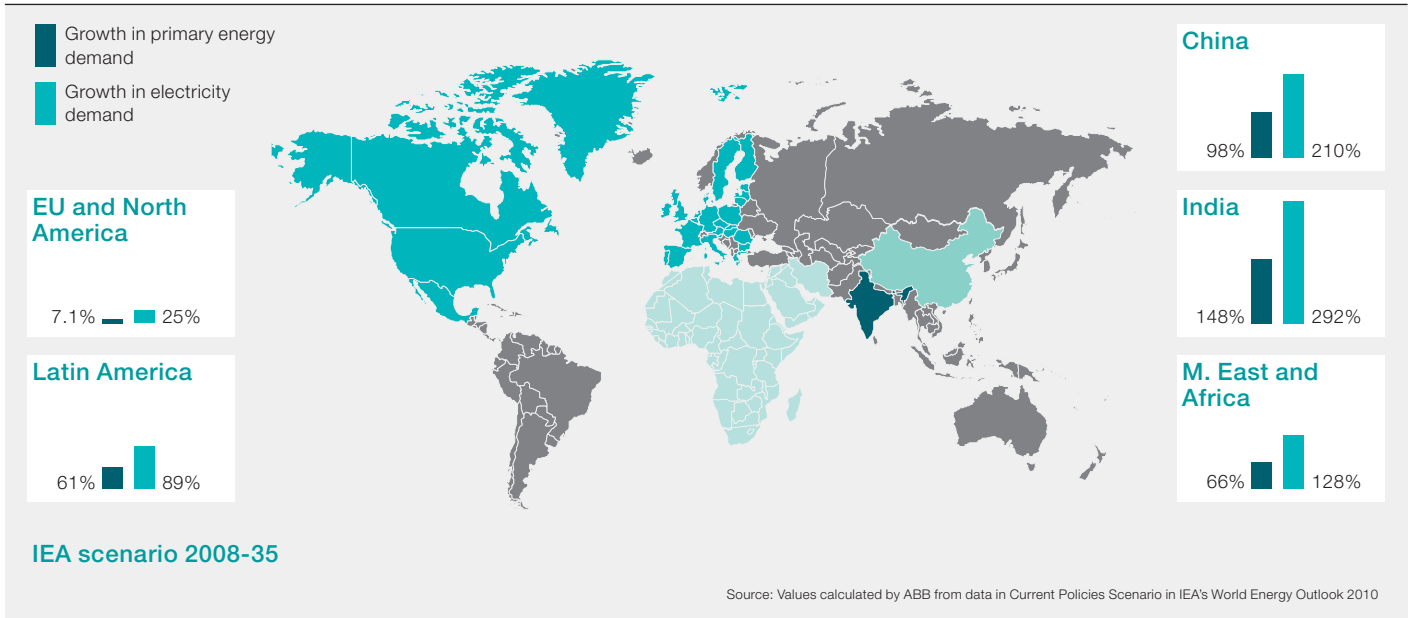 Growth in primary energy
demand
Growth in electricity
demand
EU and North
America
7.1%
25%
Latin America
61%
89%
IEA scenario 2008-35
China
98%
210%
India
148%
292%
M. East and
Africa
66%
128%
Source: Values calculated by ABB from data in Current Policies Scenario in IEA's World Energy Outlook 2010